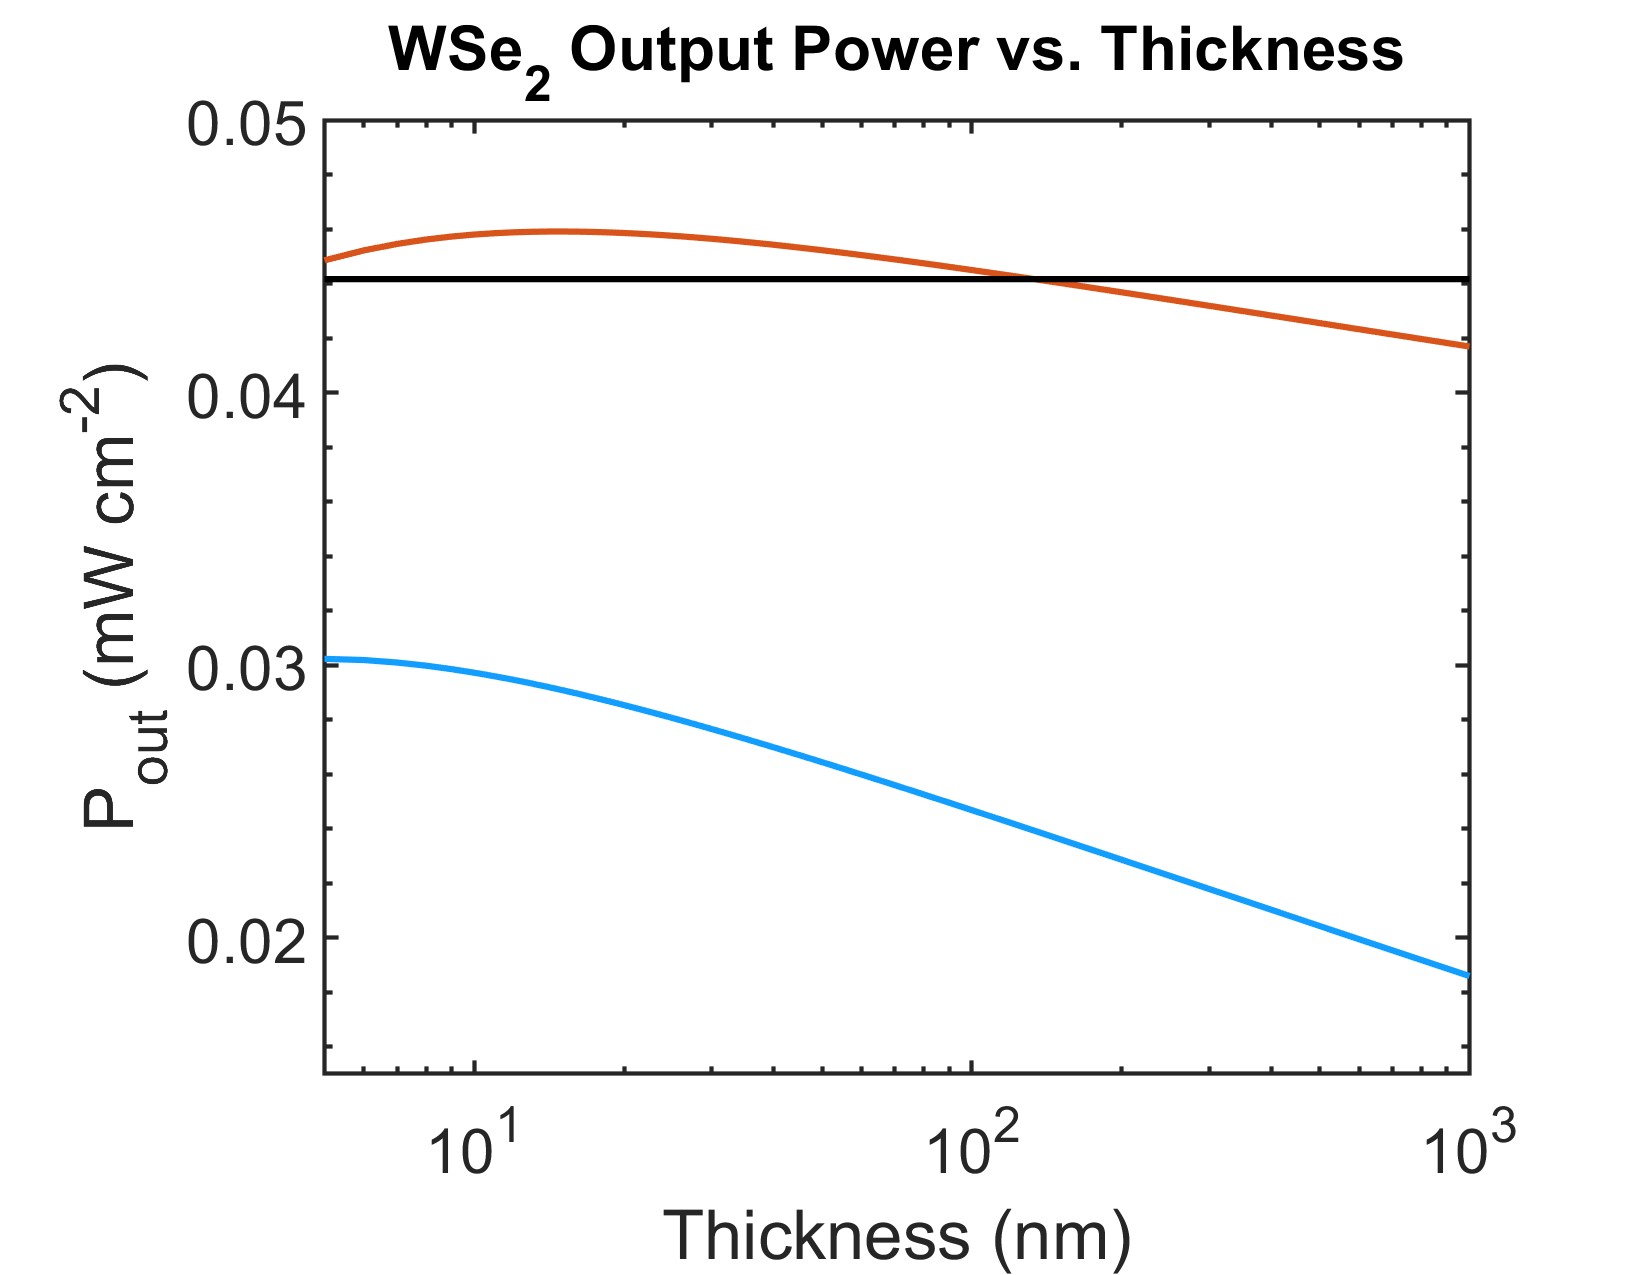 WSe2 Output Power vs. Thickness
0.05
0.04
0.03
0.02
Pout (mW cm-2)
10^1
10^2
10^3
Thickness (nm)